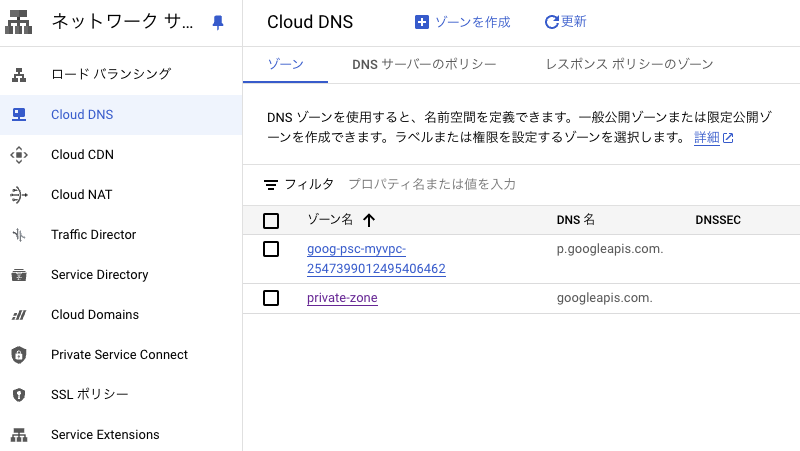 ネットワーク サ...
Cloud DNS
ゾーンを作成
更新
ロード バランシング
Cloud DNS
Cloud CDN
Cloud NAT
Traffic Director
Service Directory
Cloud Domains
Private Service Connect
SSL ポリシー
Service Extensions
ゾーン
DNS サーバーのポリシー
レスポンス ポリシーのゾーン
DNS ゾーンを使用すると、名前空間を定義できます。一般公開ゾーンまたは限定公開ゾ
ーンを作成できます。ラベルまたは権限を設定するゾーンを選択します。 詳細
フィルタ プロパティ名または値を入力
ゾーン名 DNS 名 DNSSEC
goog-psc-myvpc- p.googleapis.com.
2547399012495406462
private-zone googleapis.com.